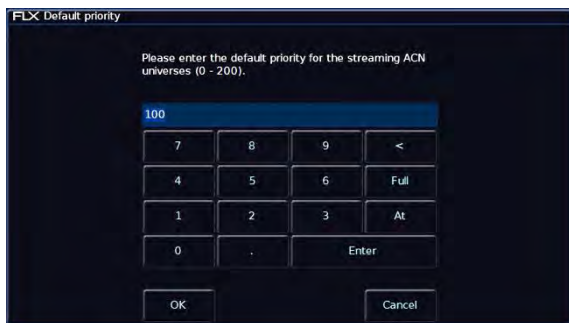 FLX Default priority
Please enter the default priority for the streaming ACN
universes (0 - 200).
100
7 8 9 <
4 5 6 Full
1 2 3 At
0 . Enter
OK Cancel